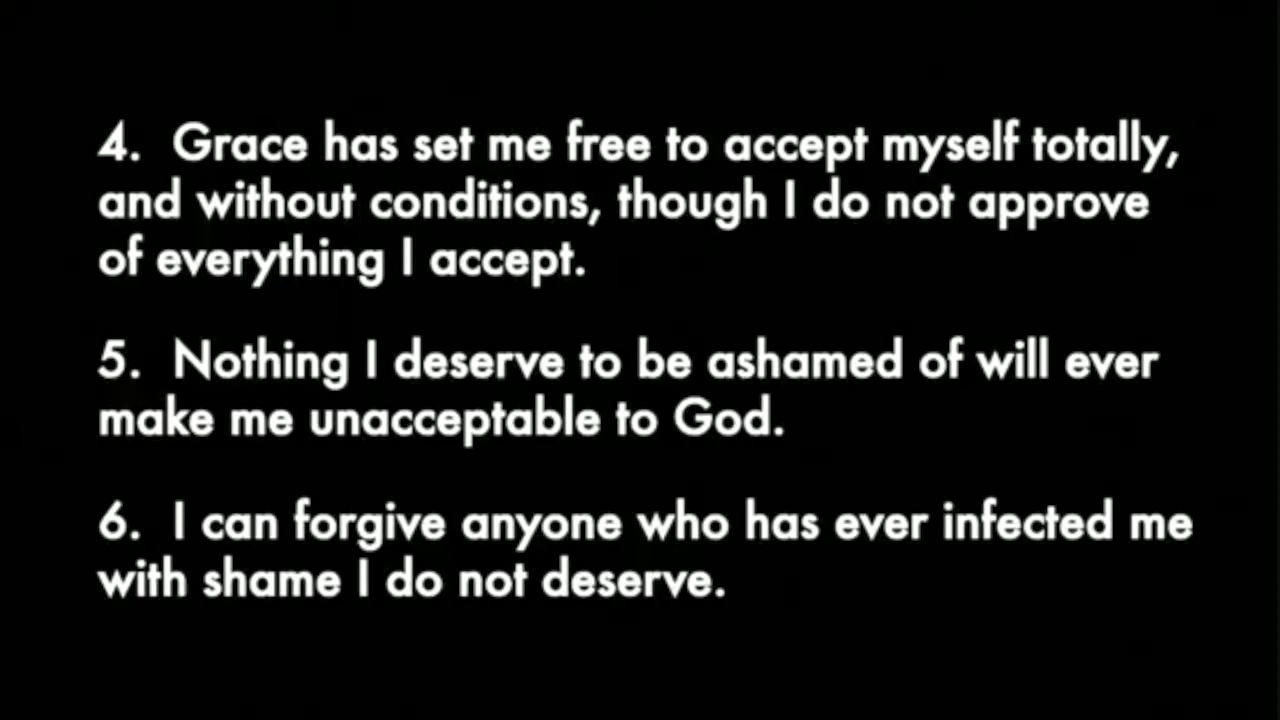 4. Grace has set me free to accept myself totally,
and without conditions, though I do not approve
of everything I accept.
5. Nothing I deserve to be ashamed of will ever
make me unacceptable to God.
6. I can forgive anyone who has ever infected me
with shame I do not deserve.